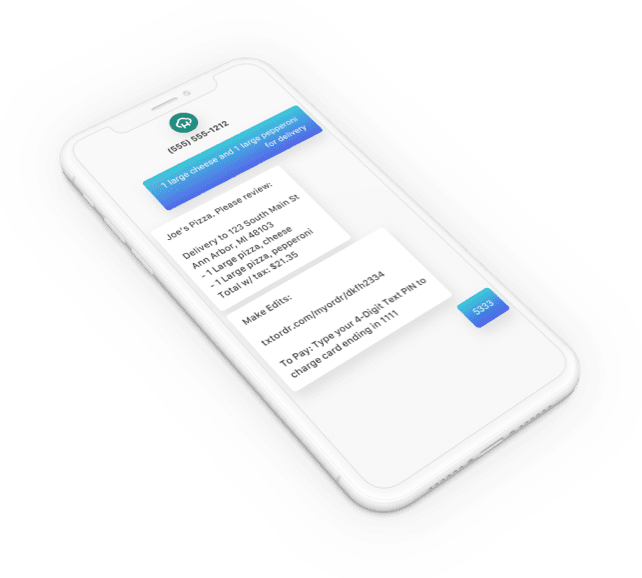 (555) 555-1212
1 large cheese and 1 large pepperoni
for delivery
Joe's Pizza. Please review:
Delivery to 123 South Main St
Ann Arbor, MI 48103
- 1 Large pizza, cheese
- 1 Large pizza, pepperoni
Total w/ tax: $21.35
Make Edits:
txtordr.com/myordr/dkfh2334
To Pay: Type your 4-Digit Text PIN to
charge card ending in 1111
5333